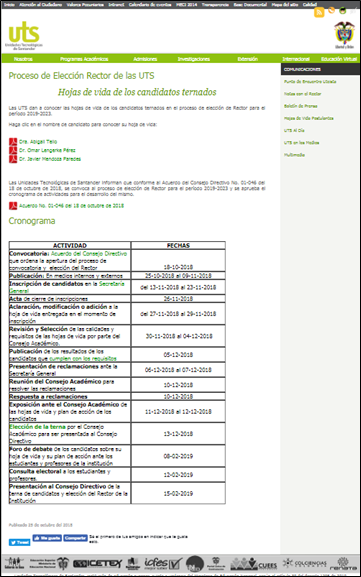 Inicio Atención al Ciudadano Valores Pecuniarios Intranet Calendario de eventos MECI 2014 Transparencia Gest. Documental Mapa del sitio Calidad
uts
Unidades Tecnológicas
de Santander
Nosotros Programas Académicos Admisiones Investigaciones Extensión Internacional Educación Virtual
Proceso de Elección Rector de las UTS
Hojas de vida de los candidatos ternados
Las UTS dan a conocer las hojas de vida de los candidatos ternados en el proceso de elección de Rector para el
período 2019-2023.
Haga clic en el nombre de candidato para conocer su hoja de vida:
Dra. Abigail Tello
Dr. Omar Lengerke Pérez
Dr. Javier Mendoza Paredes
Las Unidades Tecnológicas de Santander informan que conforme al Acuerdo del Consejo Directivo No. 01-046 del
18 de octubre de 2018, se convoca al proceso de elección de Rector para el período 2019-2023 y se aprueba el
cronograma de actividades para el desarrollo del mismo.
Acuerdo No. 01-046 del 18 de octubre de 2018
Cronograma
ACTIVIDAD FECHAS
Convocatoria: Acuerdo del Consejo Directivo
que ordena la apertura del proceso de
convocatoria y elección del Rector 18-10-2018
Publicación: En medios internos y externos 25-10-2018 al 09-11-2018
Inscripción de candidatos en la Secretaría
General del 13-11-2018 al 23-11-2018
Acta de cierre de inscripciones 26-11-2018
Aclaración, modificación o adición a la
hoja de vida entregada en el momento de
inscripción del 27-11-2018 al 29-11-2018
Revisión y Selección de las calidades y
requisitos de las hojas de vida por parte del
Consejo Académico. 30-11-2018 al 04-12-2018
Publicación de los resultados de los
candidatos que cumplen con los requisitos 05-12-2018
Presentación de reclamaciones ante la
Secretaría General 06-12-2018 al 07-12-2018
Reunión del Consejo Académico para
resolver las reclamaciones 10-12-2018
Respuesta a reclamaciones 10-12-2018
Exposición ante el Consejo Académico de
las hojas de vida y plan de acción de los
candidatos 11-12-2018 al 12-12-2018
Elección de la terna por el Consejo
Académico para ser presentada al Consejo
Directivo 13-12-2018
Foro de debate de los candidatos sobre su
hoja de vida y su plan de acción ante los
estudiantes y profesores de la institución 08-02-2019
Consulta electoral a los estudiantes y
profesores. 12-02-2019
Presentación al Consejo Directivo de la
terna de candidatos y elección del Rector de la
Institución 15-02-2019
Publicado 25 de octubre del 2018
Tweet Me gusta Compartir Sé el primero de tus amigos en indicar que le gusta
esto.
COMUNICACIONES
Punto de Encuentro Uteísta
Notas con el Rector
Boletín de Prensa
Hojas de Vida Postulantes
UTS Al Día
UTS en los Medios
Multimedia
ICETEX
icfes
CUEES
COLCIENCIAS
renata